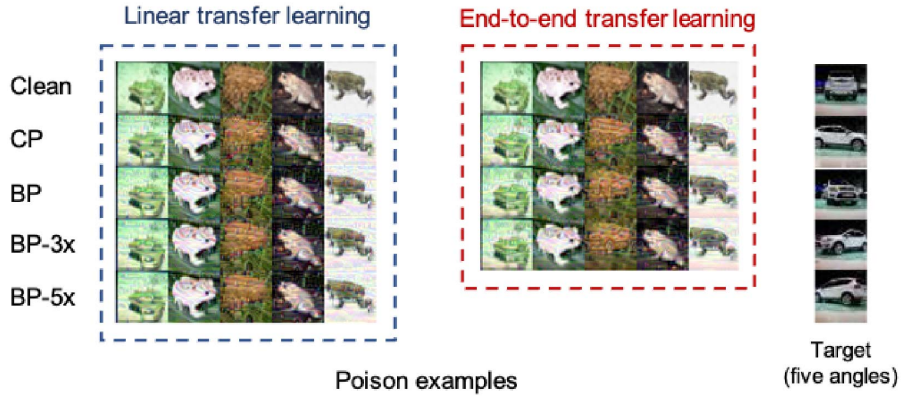 Linear transfer learning
End-to-end transfer learning
Clean
CP
BP
BP-3x
BP-5x
Target
(five angles)
Poison examples